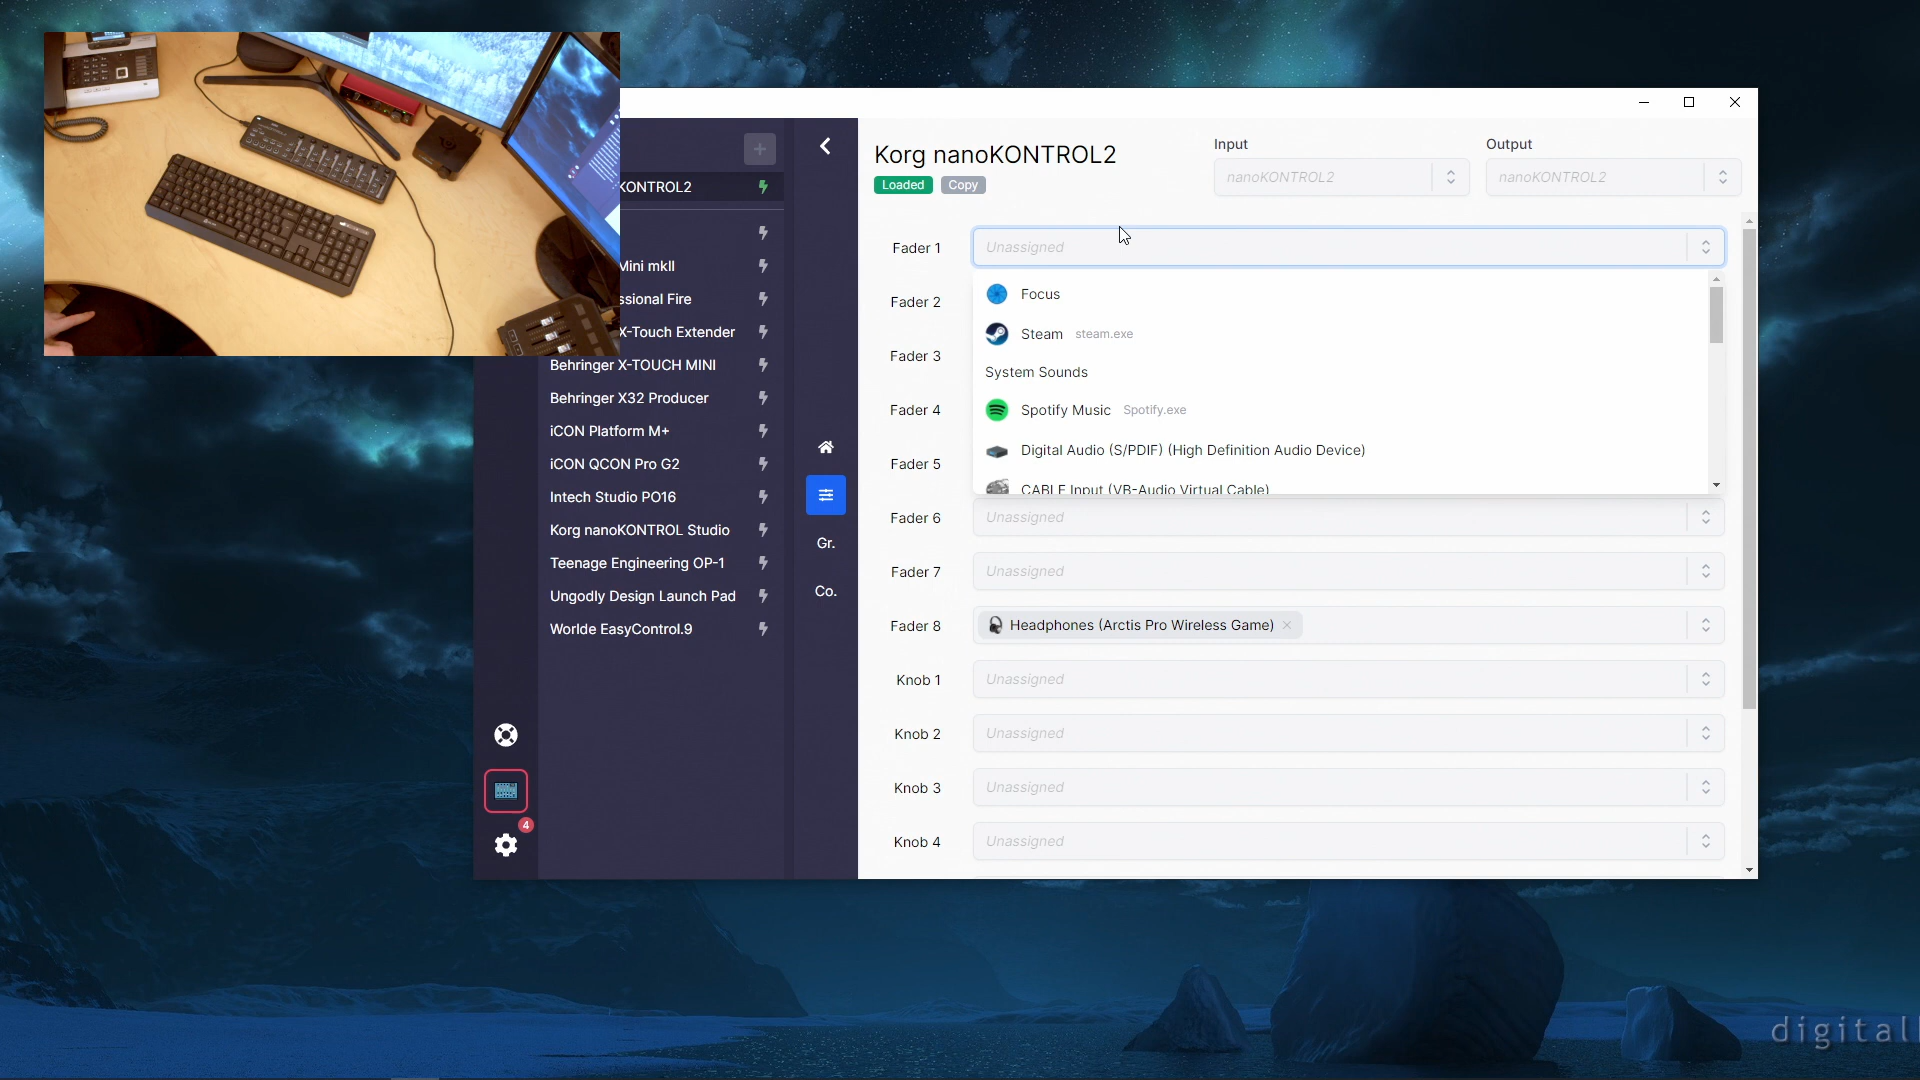 Korg nanoKONTROL2
Loaded
Copy
Input
nanoKONTROL2
Output
nanoKONTROL2
KONTROL2
Mini mkII
ssional Fire
X-Touch Extender
Behringer X-TOUCH MINI
Behringer X32 Producer
iCON Platform M+
iCON QCON Pro G2
Intech Studio PO16
Korg nanoKONTROL Studio
Teenage Engineering OP-1
Ungodly Design Launch Pad
Worlde EasyControl.9
4
Gr.
Co.
Fader 1
Unassigned
Focus
Steam steam.exe
System Sounds
Spotify Music Spotify.exe
Digital Audio (S/PDIF) (High Definition Audio Device)
CABLE Input (VB-Audio Virtual Cable)
Fader 2
Fader 3
Fader 4
Fader 5
Fader 6
Unassigned
Fader 7
Unassigned
Fader 8
Headphones (Arctis Pro Wireless Game)
Knob 1
Unassigned
Knob 2
Unassigned
Knob 3
Unassigned
Knob 4
Unassigned
digital